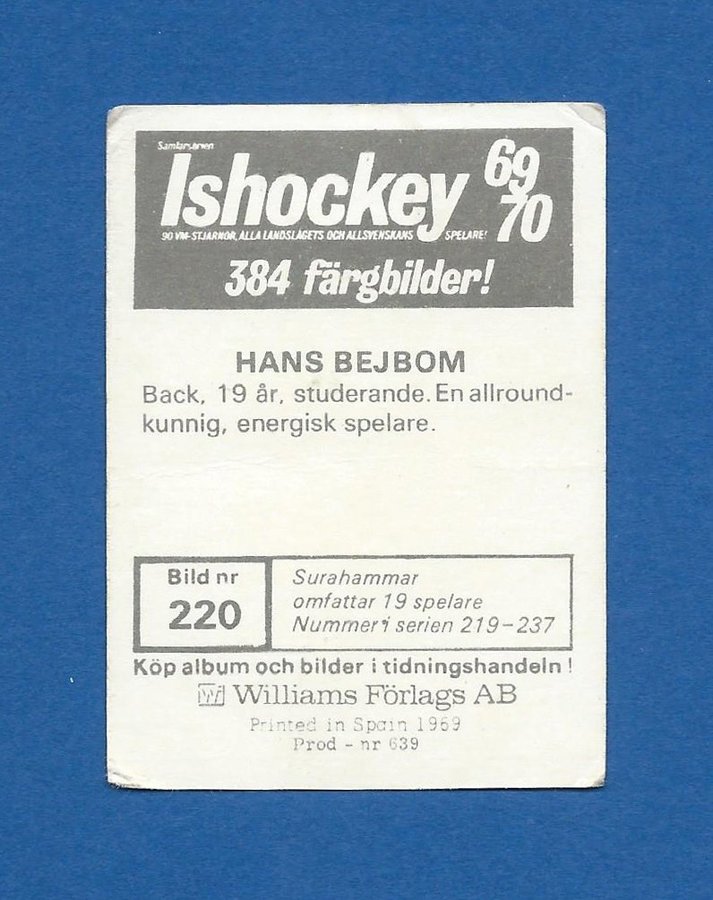 Samlarserien
Ishockey 69
70
90 VM-STJÄRNOR, ALLA LANDSLAGETS OCH ALLSVENSKANS SPELARE!
384 färgbilder!
HANS BEJBOM
Back, 19 år, studerande. En allround-
kunnig, energisk spelare.
Bild nr
220
Surahammar
omfattar 19 spelare
Nummer i serien 219–237
Köp album och bilder i tidningshandeln!
Williams Förlags AB
Printed in Spain 1969
Prod - nr 639